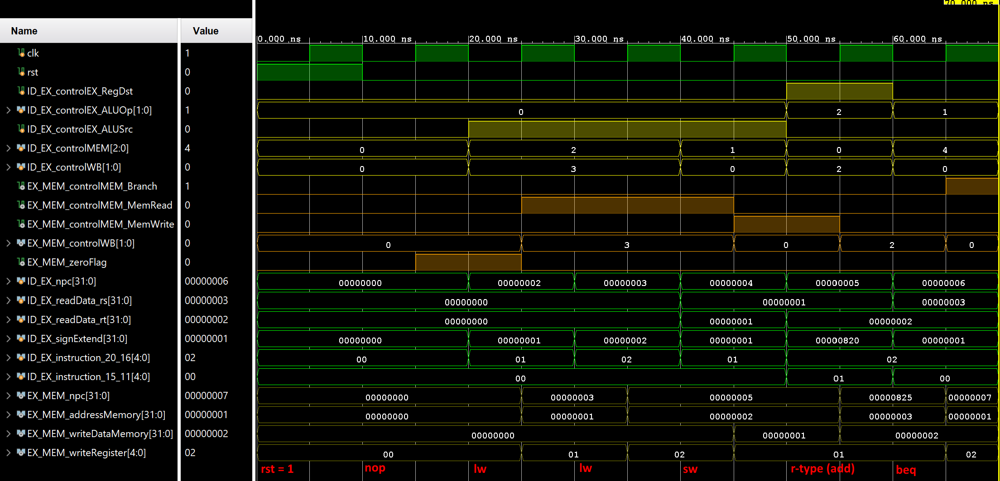 70.000 ns
Name Value
0.000 ns 10.000 ns 20.000 ns 30.000 ns 40.000 ns 50.000 ns 60.000 ns
clk 1
rst 0
ID_EX_controlEX_RegDst 0
ID_EX_controlEX_ALUOp[1:0] 1 0 2 1
ID_EX_controlEX_ALUSrc 0
ID_EX_controlMEM[2:0] 4 0 2 1 0 4
ID_EX_controlWB[1:0] 0 0 3 0 2 0
EX_MEM_controlMEM_Branch 1
EX_MEM_controlMEM_MemRead 0
EX_MEM_controlMEM_MemWrite 0
EX_MEM_controlWB[1:0] 0 0 3 0 2 0
EX_MEM_zeroFlag 0
ID_EX_npc[31:0] 00000006 00000000 00000002 00000003 00000004 00000005 00000006
ID_EX_readData_rs[31:0] 00000003 00000000 00000001 00000003
ID_EX_readData_rt[31:0] 00000002 00000000 00000001 00000002
ID_EX_signExtend[31:0] 00000001 00000000 00000001 00000002 00000001 00000820 00000001
ID_EX_instruction_20_16[4:0] 02 00 01 02 01 02
ID_EX_instruction_15_11[4:0] 00 00 01 00
EX_MEM_npc[31:0] 00000007 00000000 00000003 00000005 00000825 00000007
EX_MEM_addressMemory[31:0] 00000001 00000000 00000001 00000002 00000003 00000001
EX_MEM_writeDataMemory[31:0] 00000002 00000000 00000001 00000002
EX_MEM_writeRegister[4:0] 02 00 01 02 01 02
rst = 1 nop lw lw sw r-type (add) beq